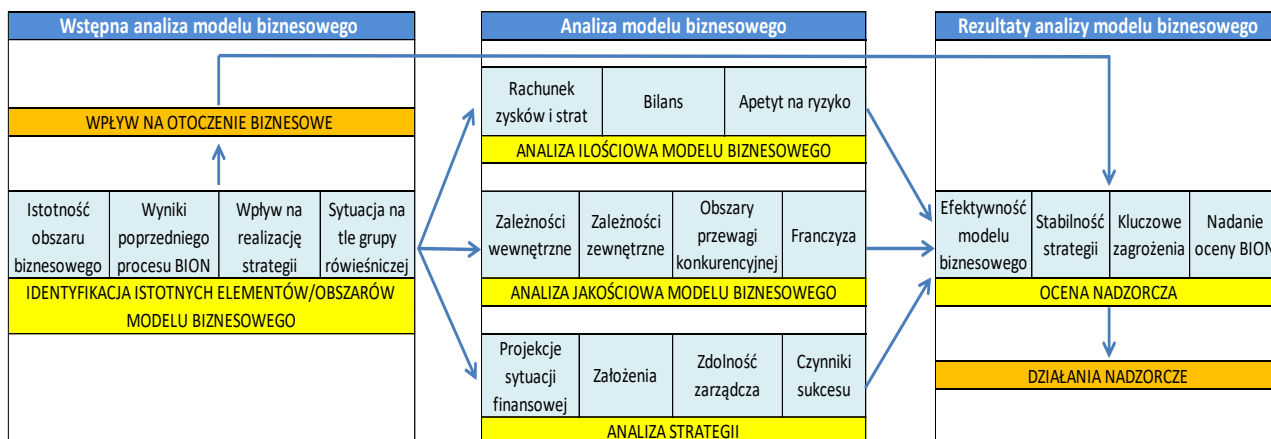 Wstępna analiza modelu biznesowego
WPŁYW NA OTOCZENIE BIZNESOWE
Istotność
obszaru
biznesowego
Wyniki
poprzedniego
procesu BION
Wpływ na
realizację
strategii
Sytuacja na
tle grupy
rówieśniczej
IDENTYFIKACJA ISTOTNYCH ELEMENTÓW/OBSZARÓW
MODELU BIZNESOWEGO
Analiza modelu biznesowego
Rachunek
zysków i strat
Bilans
Apetyt na ryzyko
ANALIZA ILOŚCIOWA MODELU BIZNESOWEGO
Zależności
wewnętrzne
Zależności
zewnętrzne
Obszary
przewagi
konkurencyjnej
Franczyza
ANALIZA JAKOŚCIOWA MODELU BIZNESOWEGO
Projekcje
sytuacji
finansowej
Założenia
Zdolność
zarządcza
Czynniki
sukcesu
ANALIZA STRATEGII
Rezultaty analizy modelu biznesowego
Efektywność
modelu
biznesowego
Stabilność
strategii
Kluczowe
zagrożenia
Nadanie
oceny BION
OCENA NADZORCZA
DZIAŁANIA NADZORCZE